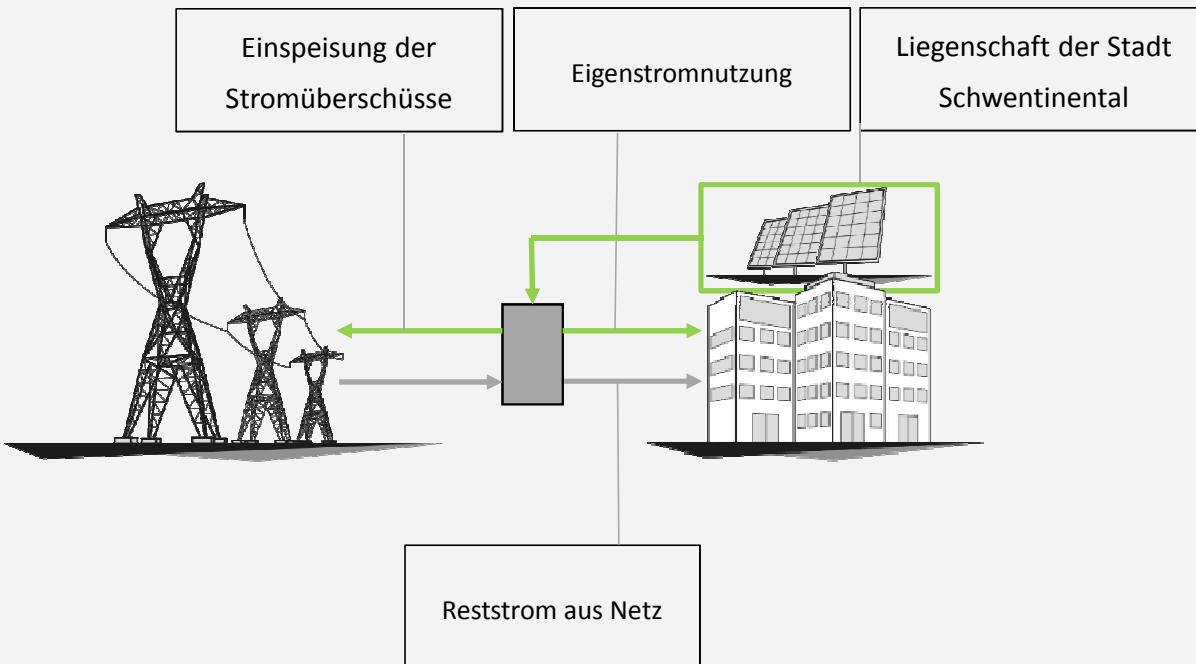 Einspeisung der
Stromüberschüsse
Eigenstromnutzung
Liegenschaft der Stadt
Schwentinental
Reststrom aus Netz